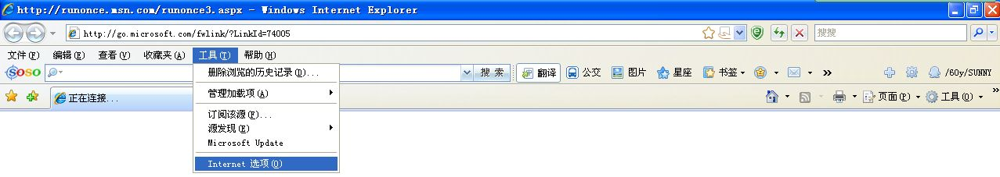 http://runonce.msn.com/runonce3.aspx - Windows Internet Explorer
http://go.microsoft.com/fwlink/?LinkId=74005 搜搜
文件(F) 编辑(E) 查看(V) 收藏夹(A) 工具(T) 帮助(H)
SOSO 搜 索 翻译 公交 图片 星座 书签 /60y/SUNNY
正在连接... 页面(P) 工具(O)
删除浏览的历史记录(D)...
管理加载项(A)
订阅该源(F)...
源发现(E)
Microsoft Update
Internet 选项(O)